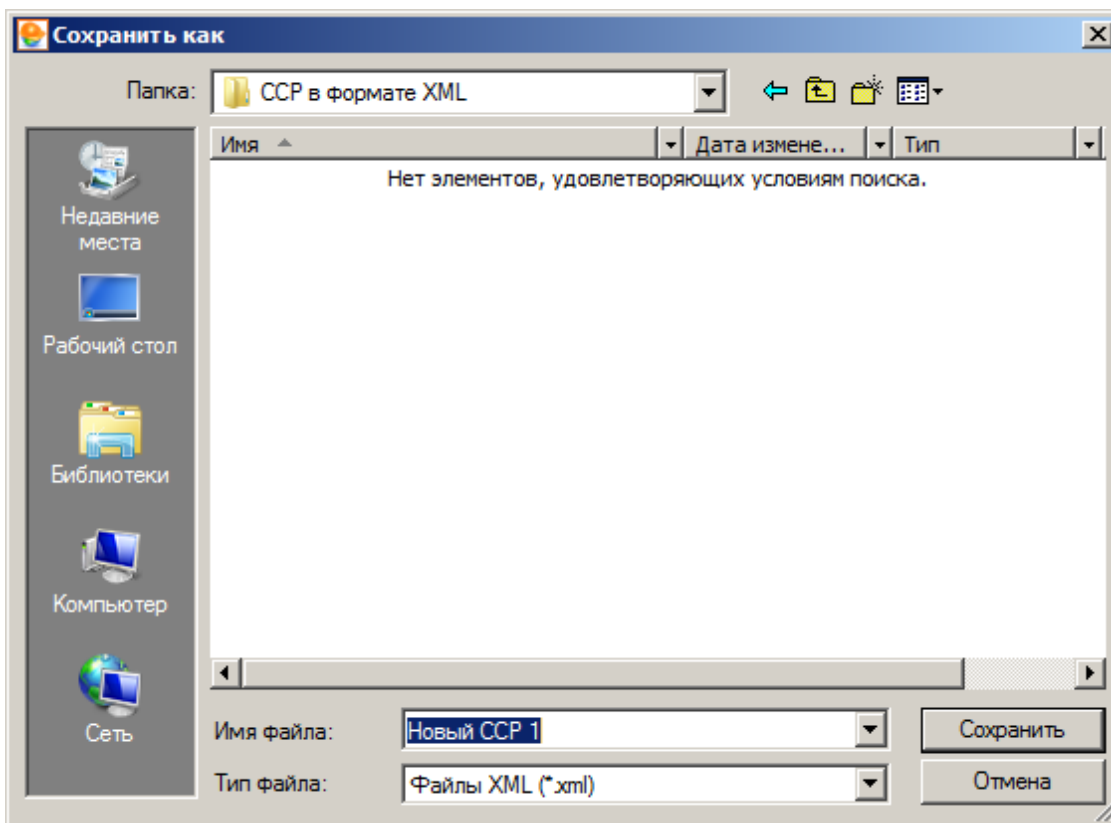 Сохранить как
Папка: ССР в формате XML
Имя Дата измене... Тип
Нет элементов, удовлетворяющих условиям поиска.
Недавние
места
Рабочий стол
Библиотеки
Компьютер
Сеть
Имя файла: Новый ССР 1 Сохранить
Тип файла: Файлы XML (*.xml) Отмена